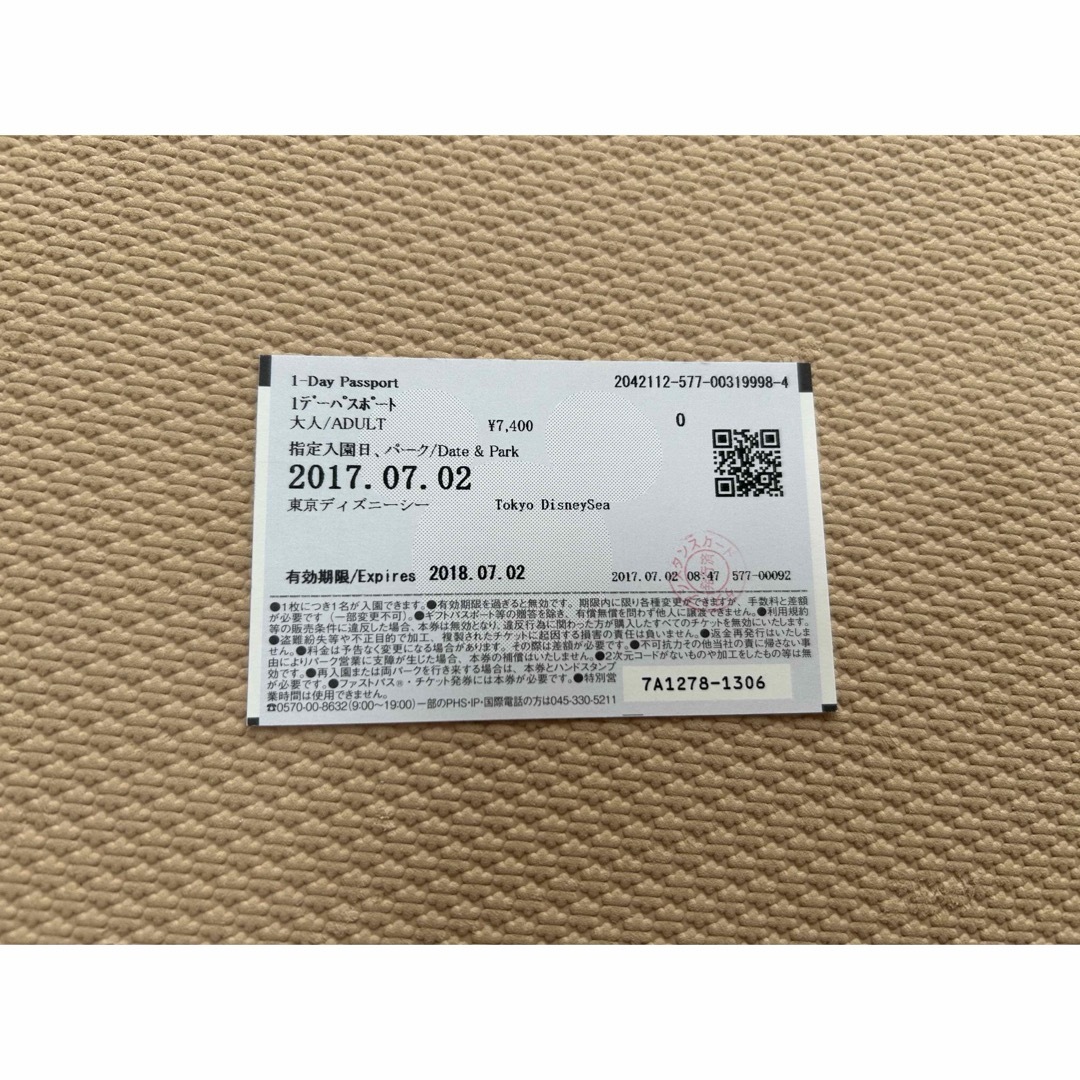 1-Day Passport
2042112-577-00319998-4
1デーパスポート
大人/ADULT ¥7,400 0
指定入園日、パーク/Date & Park
2017.07.02
東京ディズニーシー Tokyo DisneySea
有効期限/Expires 2018.07.02
2017.07.02 08:47 577-00092
●1枚につき1名が入園できます。●有効期限を過ぎると無効です。期間内に限り各種変更ができますが、手数料と差額
が必要です(一部変更不可)。●ギフトパスポート等の贈答を除き、有償無償を問わず他人に譲渡できません。●利用規約
等の販売条件に違反した場合、本券は無効となり、違反行為に関わった方が購入したすべてのチケットを無効にいたします。
●盗難紛失等や不正目的で加工、複製されたチケットに起因する損害の責任は負いません。●返金再発行はいたしま
せん。●料金は予告なく変更になる場合があります。その際は差額が必要です。●不可抗力その他当社の責に帰さない事
由によりパーク営業に支障が生じた場合、本券の補償はいたしません。●2次元コードがないものや加工をしたもの等は無
効です。●再入園または両パークを行き来する場合は、本券とハンドスタンプ
が必要です。●ファストパス®・チケット発券には本券が必要です。●特別営
業時間は使用できません。
☎0570-00-8632(9:00〜19:00)一部のPHS・IP・国際電話の方は045-330-5211
7A1278-1306